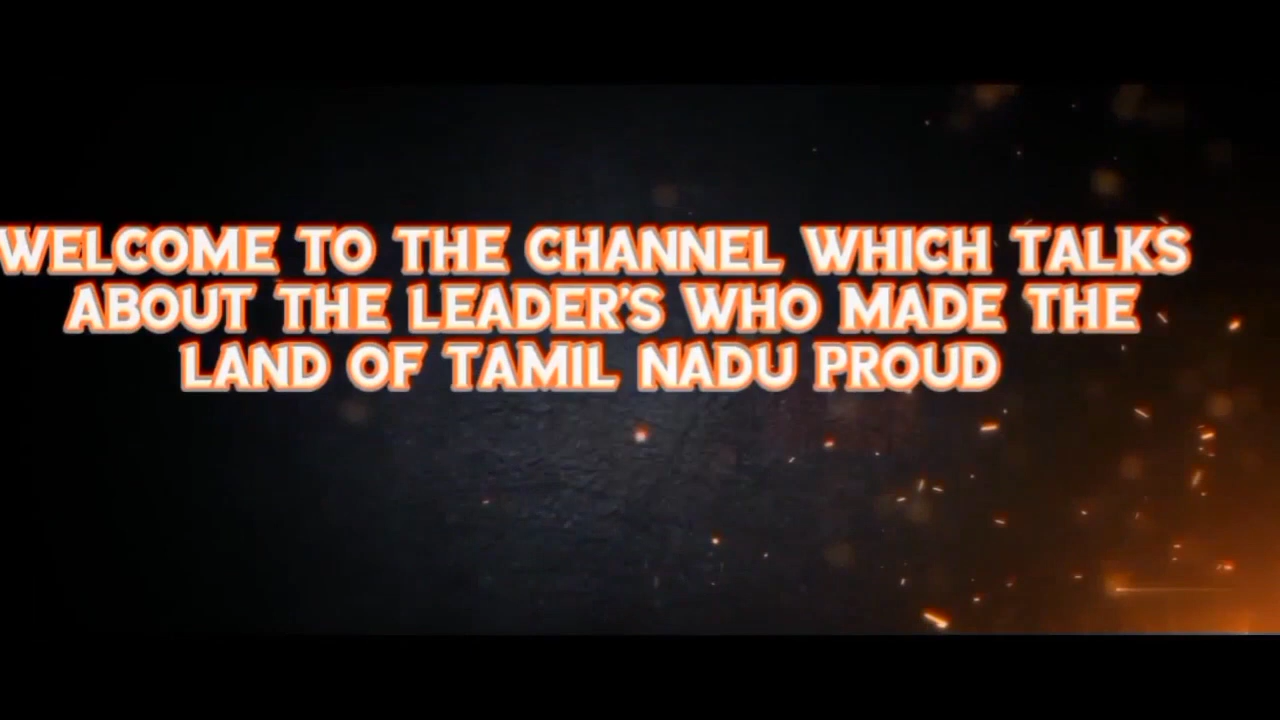 WELCOME TO THE CHANNEL WHICH TALKS
ABOUT THE LEADER'S WHO MADE THE
LAND OF TAMIL NADU PROUD